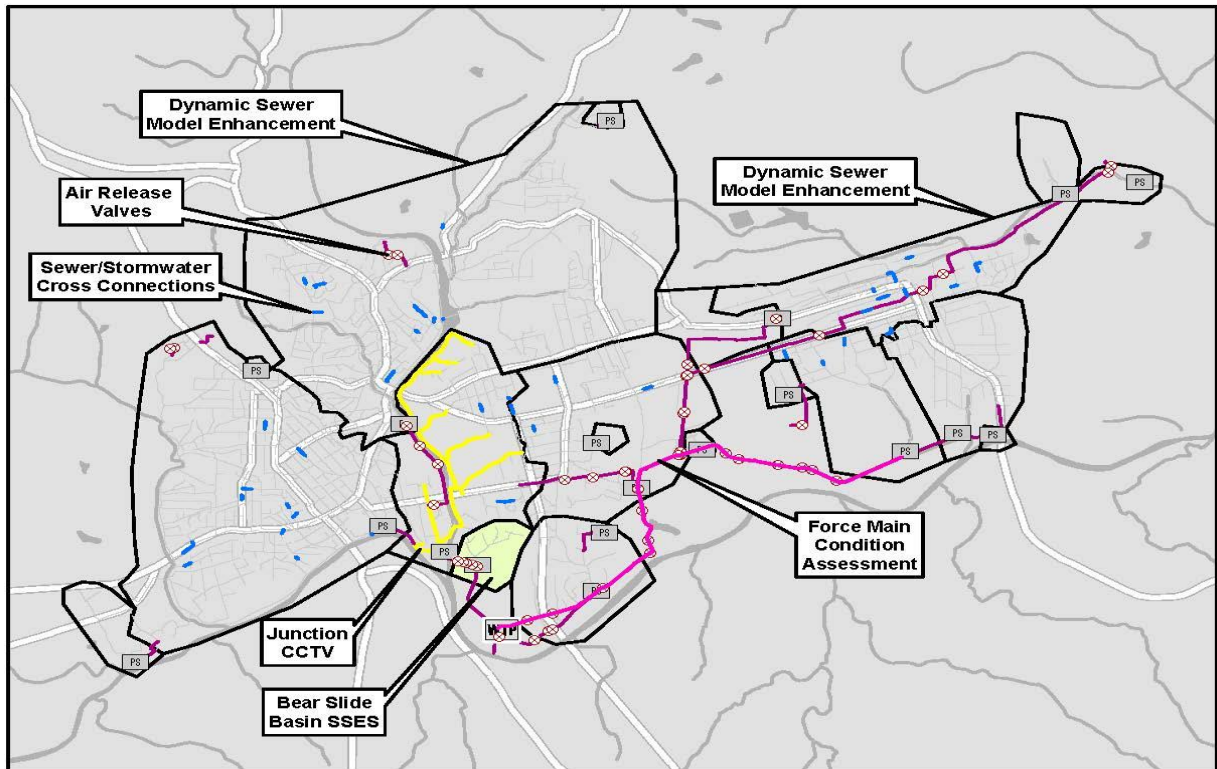 Dynamic Sewer
Model Enhancement
PS
Dynamic Sewer
Model Enhancement
Air Release
Valves
PS
PS
Sewer/Stormwater
Cross Connections
PS
PS
PS
PS
PS
PS
PS
PS
PS
PS
PS
Force Main
Condition
Assessment
Junction
CCTV
PS
Bear Slide
Basin SSES